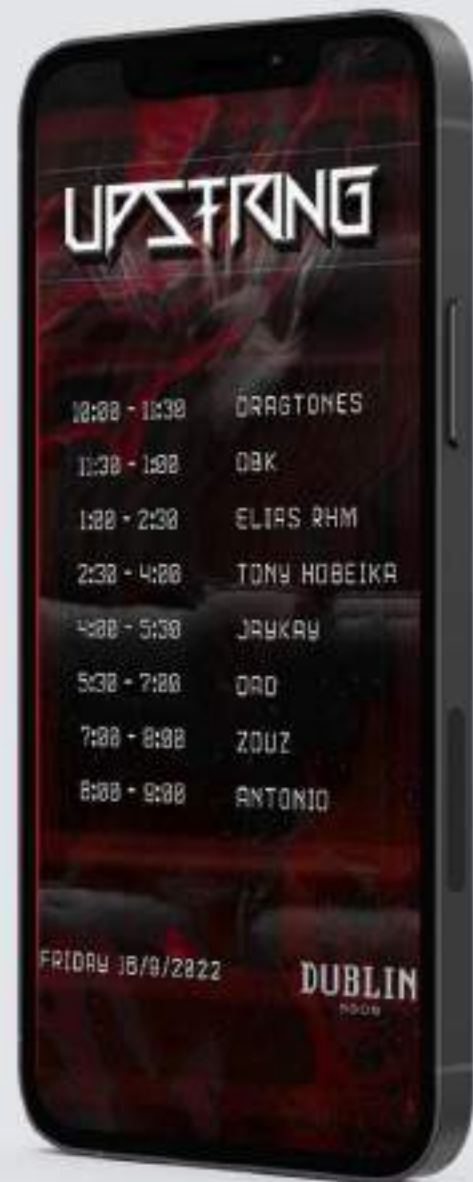 UPSTRING
10:00 - 11:30 DRAGTONES
11:30 - 1:00 OBK
1:00 - 2:30 ELIAS RHM
2:30 - 4:00 TONY HOBEIKA
4:00 - 5:30 JAYKAY
5:30 - 7:00
7:00 - 8:00 ZOUZ
8:00 - 9:00 ANTONIO
FRIDAY 16/9/2022
DUBLIN